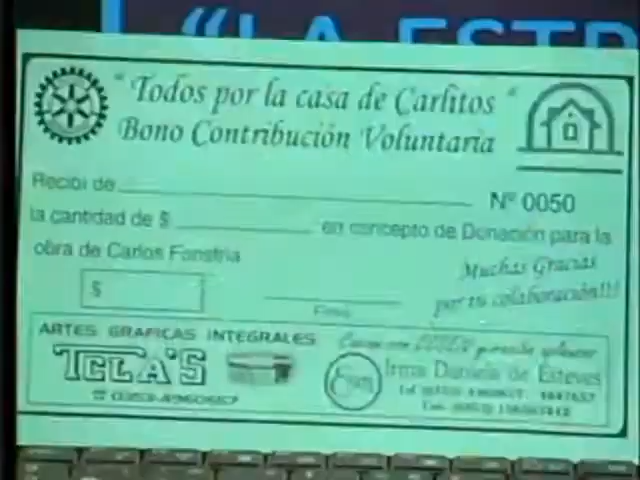 "LA ESTR
"Todos por la casa de Carlitos"
Bono Contribución Voluntaria
Recibi de
Nº 0050
la cantidad de $ en concepto de Donación para la
obra de Carlos Fonstria
Muchas Gracias
por tu colaboración!!!
$
Firma
ARTES GRAFICAS INTEGRALES
TCLA'S
Irma Daniela de Esteves